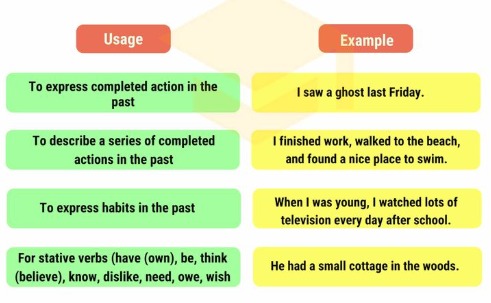 Usage
Example
To express completed action in the
past
I saw a ghost last Friday.
To describe a series of completed
actions in the past
I finished work, walked to the beach,
and found a nice place to swim.
To express habits in the past
When I was young, I watched lots of
television every day after school.
For stative verbs (have (own), be, think
(believe), know, dislike, need, owe, wish
He had a small cottage in the woods.